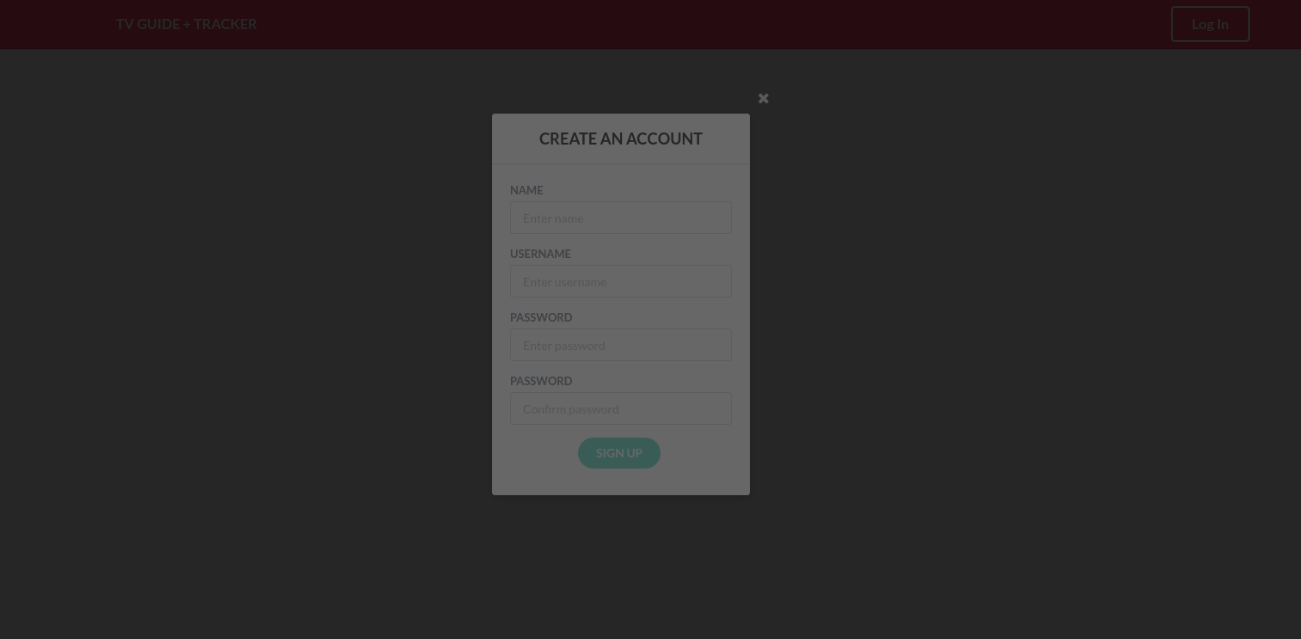 TV GUIDE + TRACKER
Log In
CREATE AN ACCOUNT
NAME
Enter name
USERNAME
Enter username
PASSWORD
Enter password
PASSWORD
Confirm password
SIGN UP